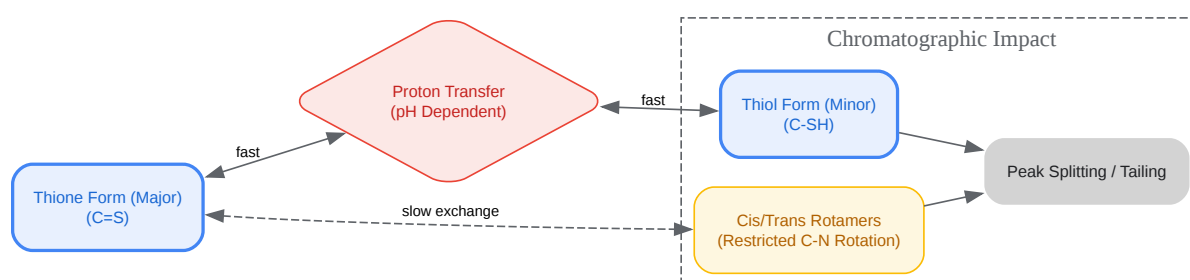 Chromatographic Impact
Proton Transfer
(pH Dependent)
fast
Thiol Form (Minor)
(C-SH)
fast
Peak Splitting / Tailing
Thione Form (Major)
(C=S)
slow exchange
Cis/Trans Rotamers
(Restricted C-N Rotation)